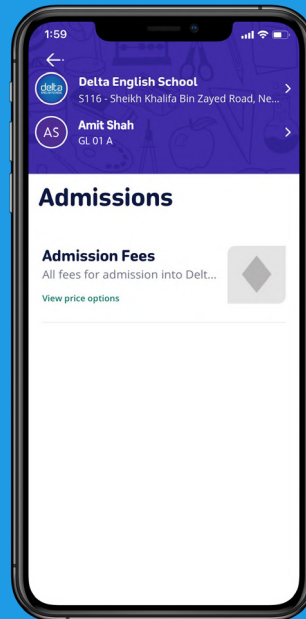 1:59
delta
Delta English School
S116 - Sheikh Khalifa Bin Zayed Road, Ne...
AS
Amit Shah
GL 01 A
Admissions
Admission Fees
All fees for admission into Delt...
View price options